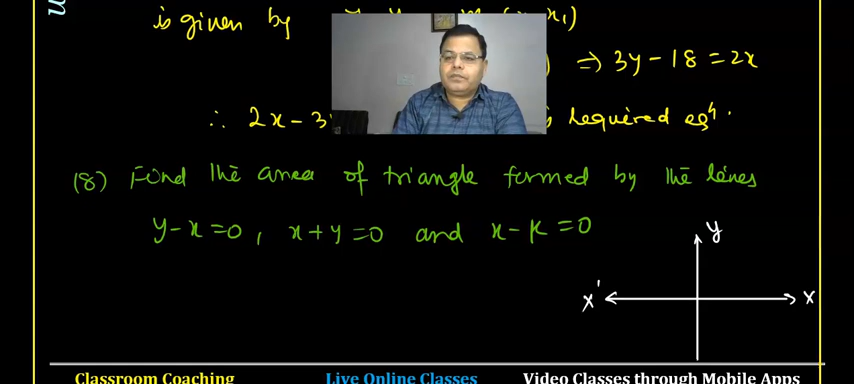 is given by
x₁)
⇒ 3y - 18 = 2x
∴ 2x - 3
required eqⁿ.
(8) Find the area of triangle formed by the lines
y - x = 0, x + y = 0 and x - k = 0
y
x' x
Classroom Coaching Live Online Classes Video Classes through Mobile Apps